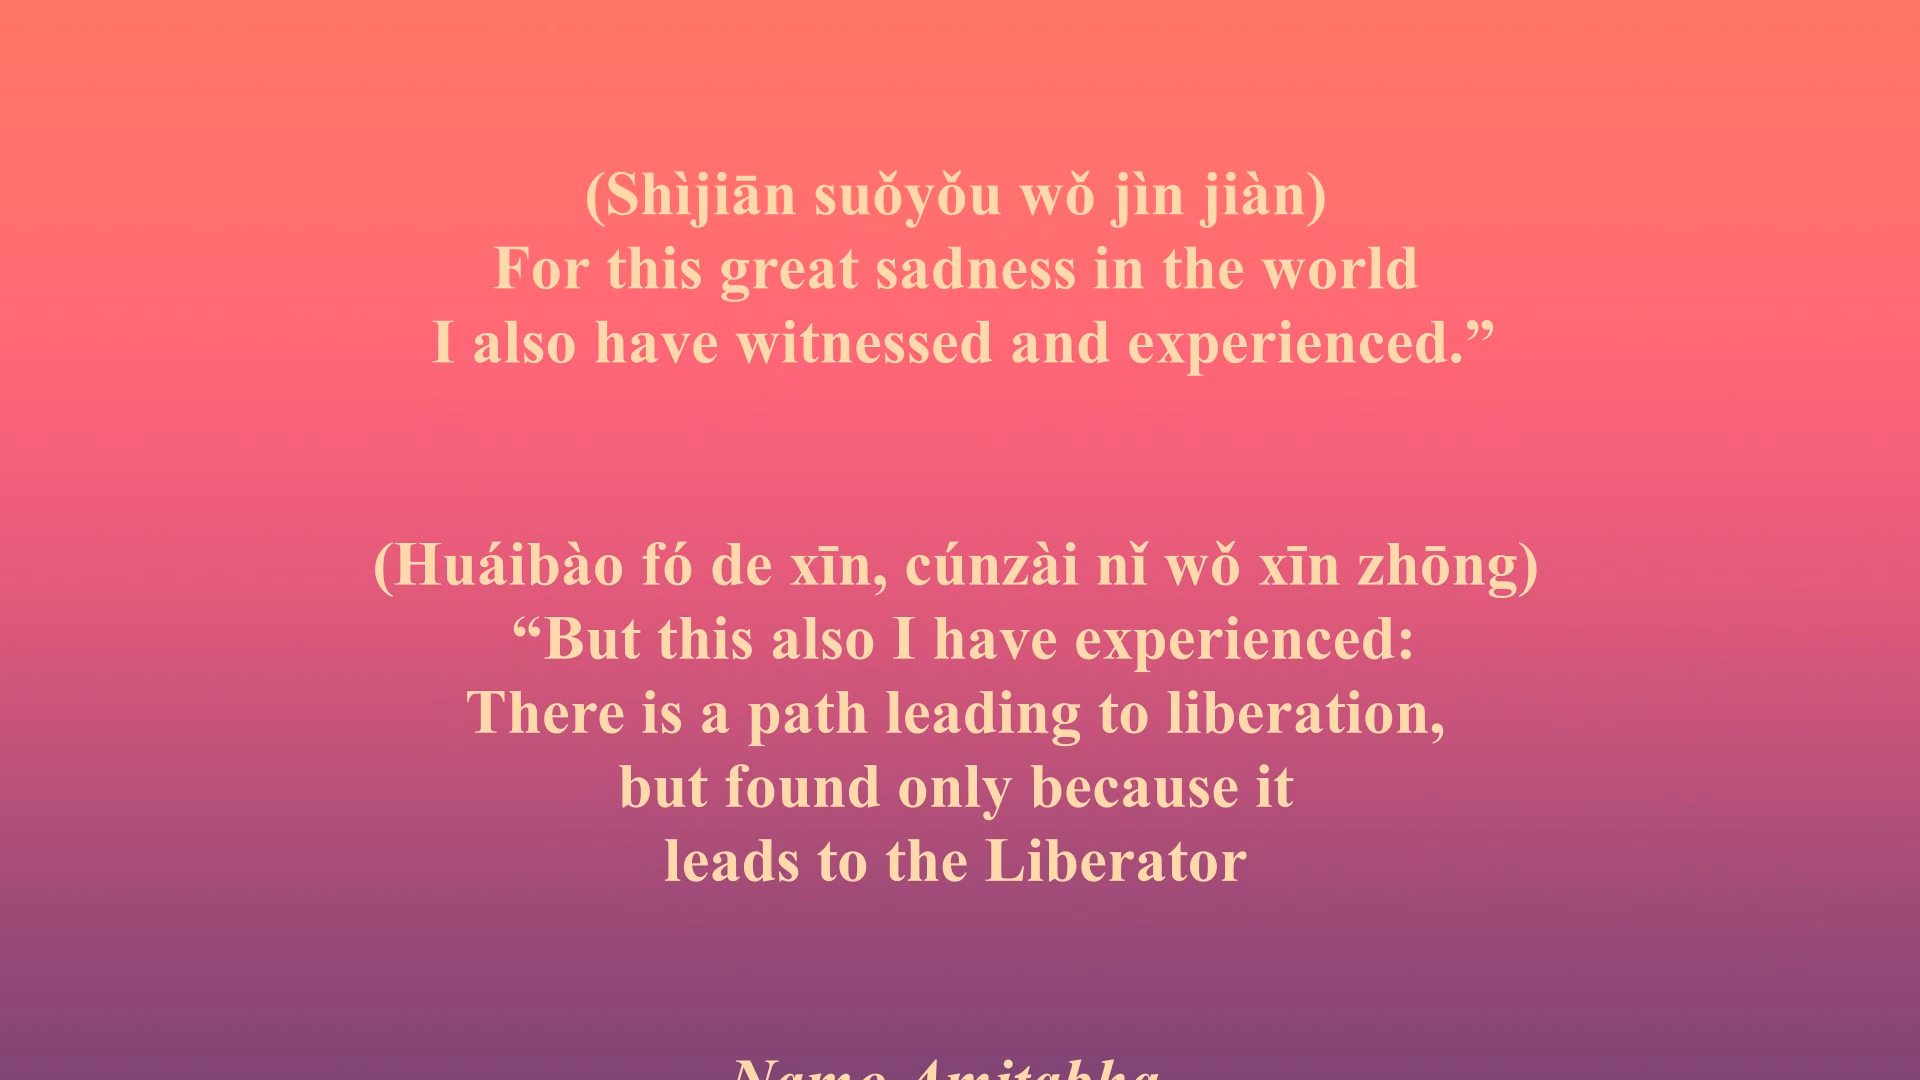 (Shìjiān suǒyǒu wǒ jìn jiàn)
For this great sadness in the world
I also have witnessed and experienced.”
(Huáibào fó de xīn, cúnzài nǐ wǒ xīn zhōng)
“But this also I have experienced:
There is a path leading to liberation,
but found only because it
leads to the Liberator
Namo Amitabha